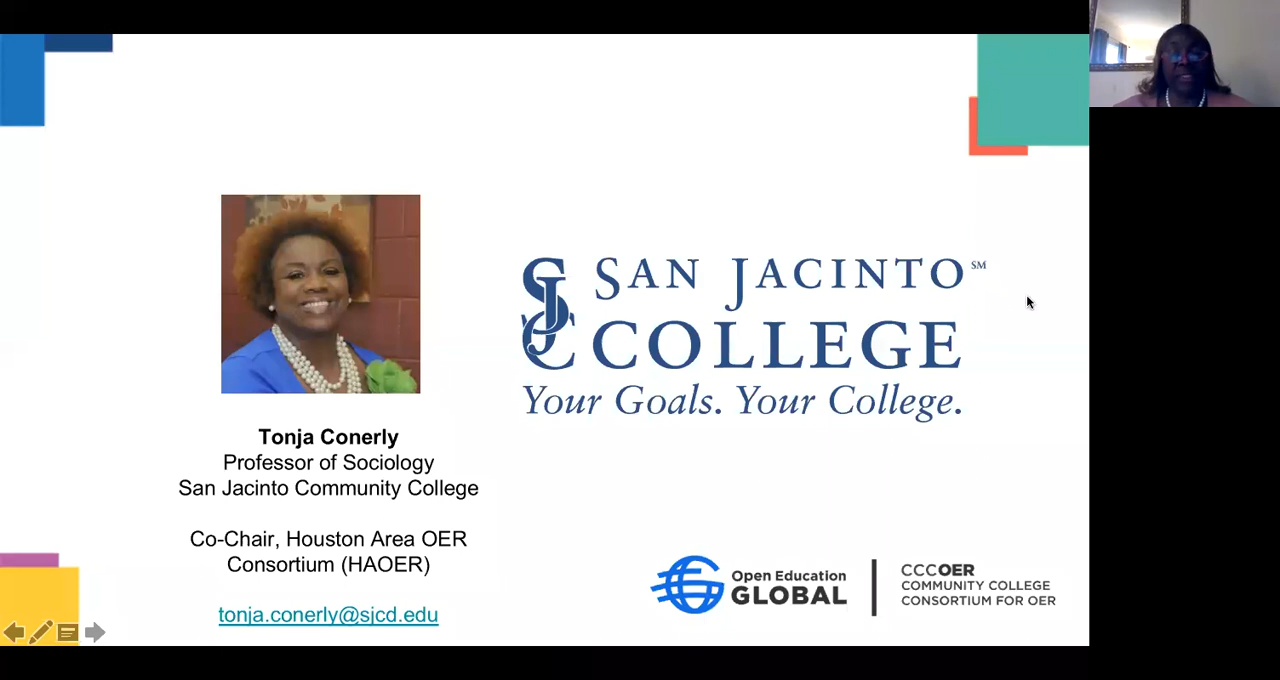 SAN JACINTO SM
COLLEGE
Your Goals. Your College.
Tonja Conerly
Professor of Sociology
San Jacinto Community College
Co-Chair, Houston Area OER
Consortium (HAOER)
tonja.conerly@sjcd.edu
Open Education
GLOBAL
CCCOER
COMMUNITY COLLEGE
CONSORTIUM FOR OER